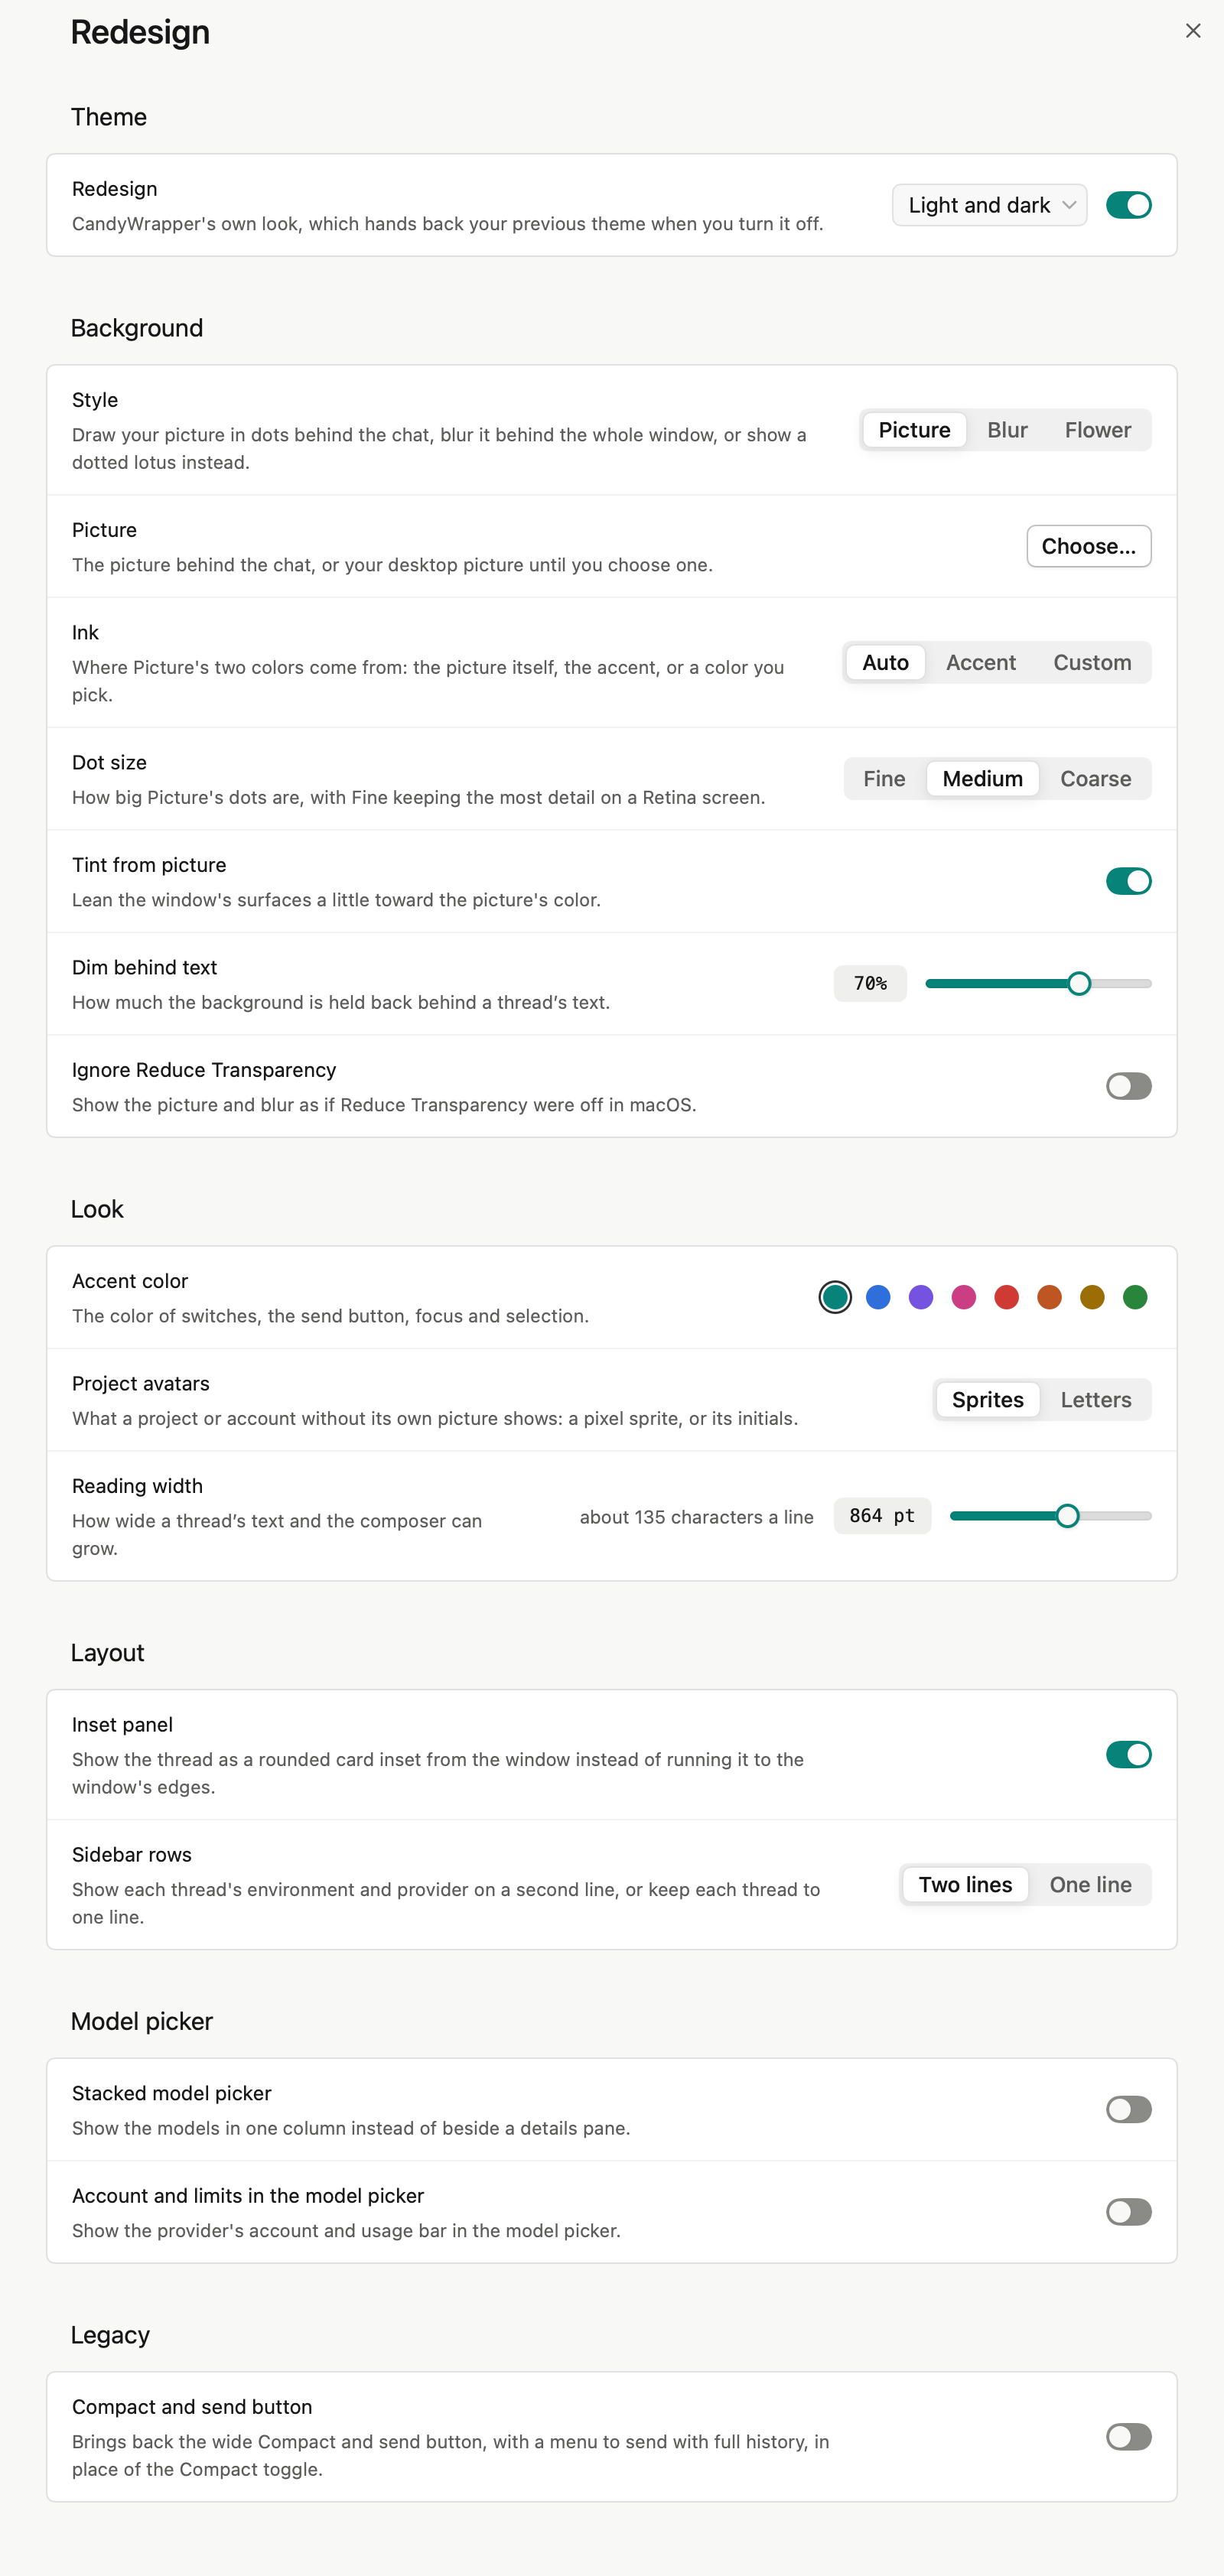 Redesign
Theme
Redesign
Light and dark
CandyWrapper's own look, which hands back your previous theme when you turn it off.
Background
Style
Draw your picture in dots behind the chat, blur it behind the whole window, or show a
dotted lotus instead.
Picture Blur Flower
Picture
The picture behind the chat, or your desktop picture until you choose one.
Choose...
Ink
Where Picture's two colors come from: the picture itself, the accent, or a color you
pick.
Auto Accent Custom
Dot size
How big Picture's dots are, with Fine keeping the most detail on a Retina screen.
Fine Medium Coarse
Tint from picture
Lean the window's surfaces a little toward the picture's color.
Dim behind text
How much the background is held back behind a thread’s text.
70%
Ignore Reduce Transparency
Show the picture and blur as if Reduce Transparency were off in macOS.
Look
Accent color
The color of switches, the send button, focus and selection.
Project avatars
What a project or account without its own picture shows: a pixel sprite, or its initials.
Sprites Letters
Reading width
How wide a thread’s text and the composer can
grow.
about 135 characters a line 864 pt
Layout
Inset panel
Show the thread as a rounded card inset from the window instead of running it to the
window's edges.
Sidebar rows
Show each thread's environment and provider on a second line, or keep each thread to
one line.
Two lines One line
Model picker
Stacked model picker
Show the models in one column instead of beside a details pane.
Account and limits in the model picker
Show the provider's account and usage bar in the model picker.
Legacy
Compact and send button
Brings back the wide Compact and send button, with a menu to send with full history, in
place of the Compact toggle.